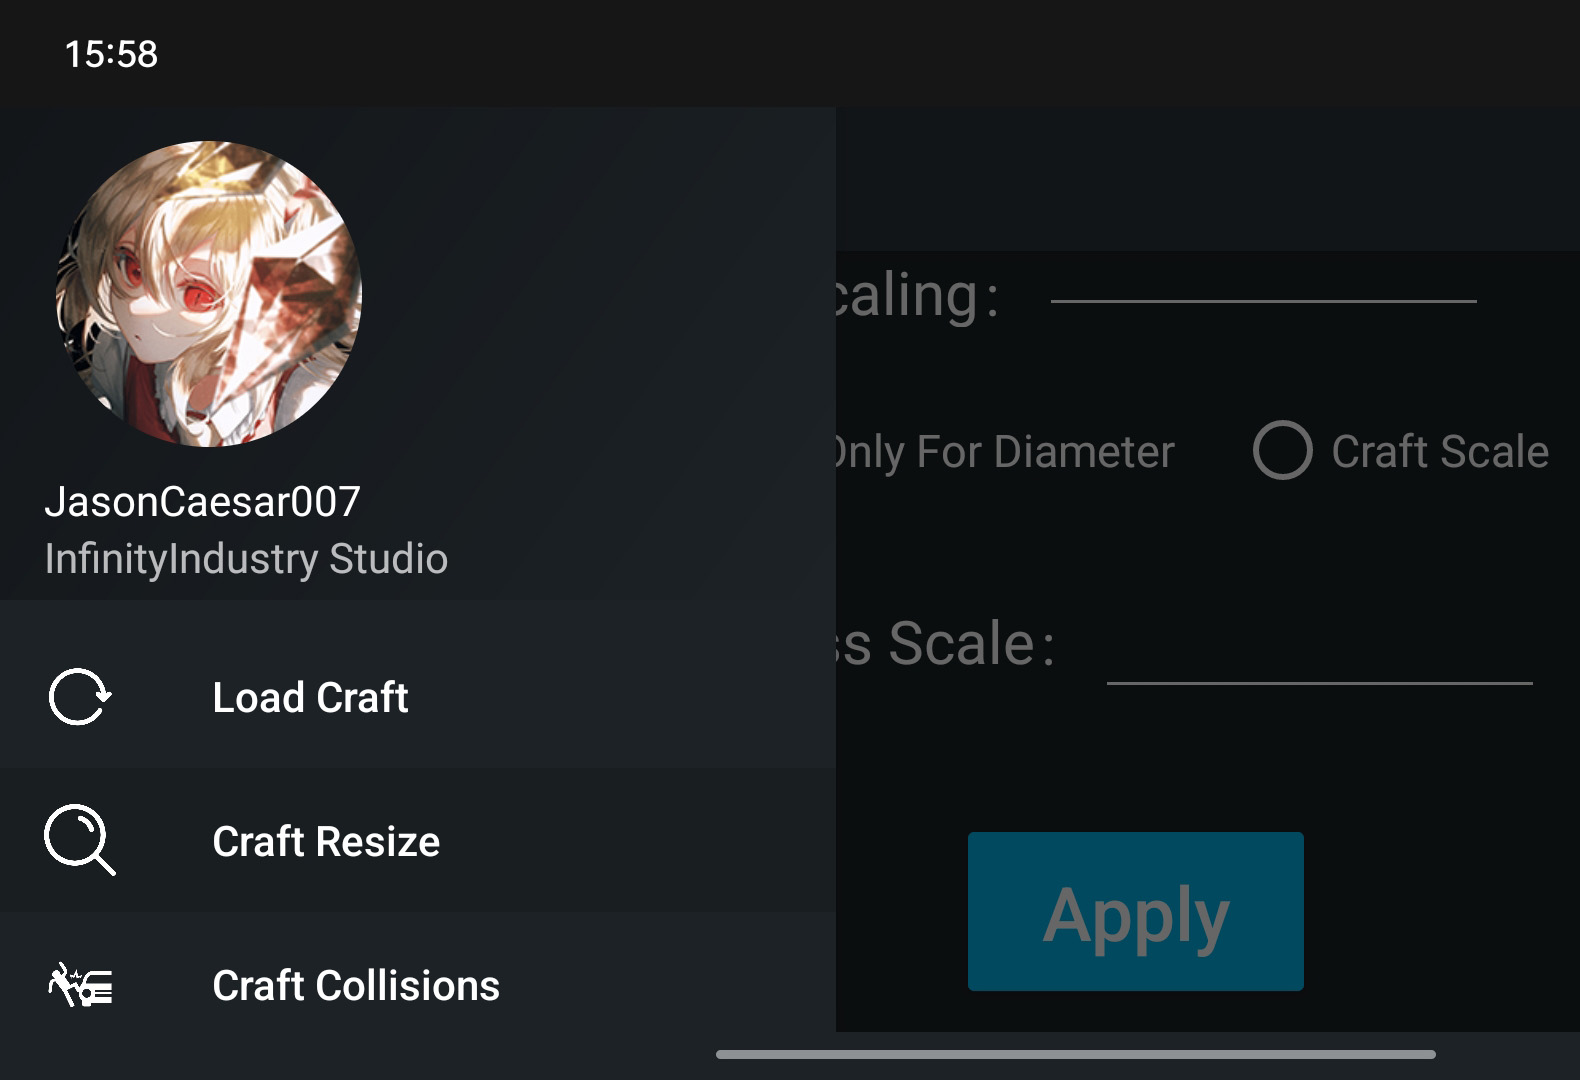 15:58
JasonCaesar007
InfinityIndustry Studio
Load Craft
Craft Resize
Craft Collisions
caling:
Only For Diameter
Craft Scale
ss Scale:
Apply